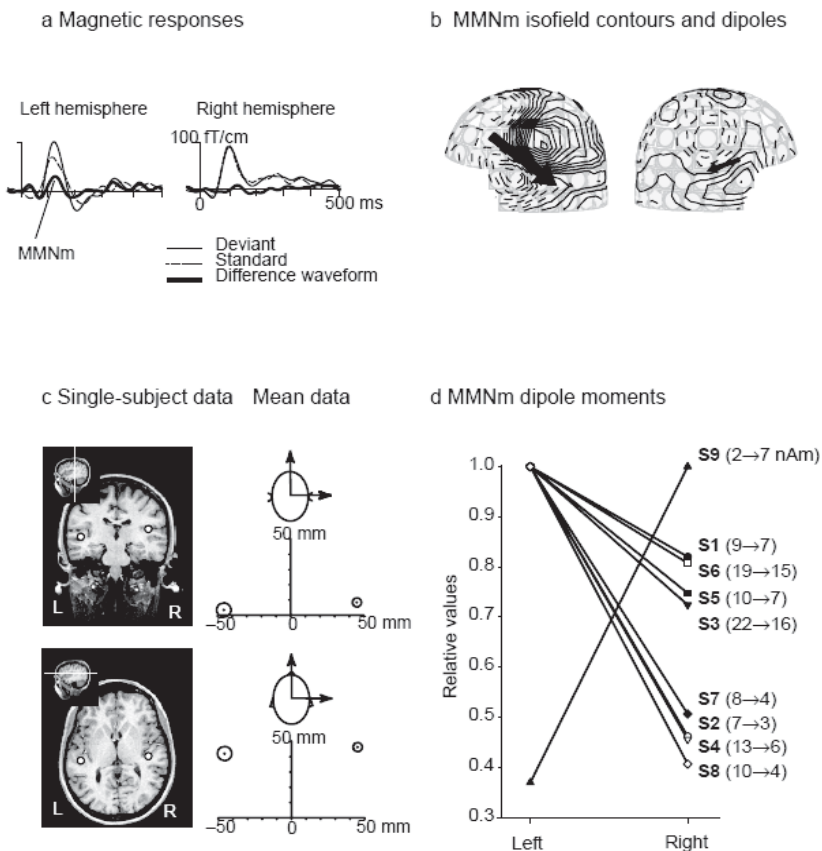 a Magnetic responses
b MMNm isofield contours and dipoles
Left hemisphere
Right hemisphere
100 fT/cm
0
500 ms
MMNm
Deviant
Standard
Difference waveform
c Single-subject data
Mean data
L
R
50 mm
−50
0
50 mm
L
R
50 mm
−50
0
50 mm
d MMNm dipole moments
Relative values
1.0
0.9
0.8
0.7
0.6
0.5
0.4
0.3
Left
Right
S9 (2→7 nAm)
S1 (9→7)
S6 (19→15)
S5 (10→7)
S3 (22→16)
S7 (8→4)
S2 (7→3)
S4 (13→6)
S8 (10→4)